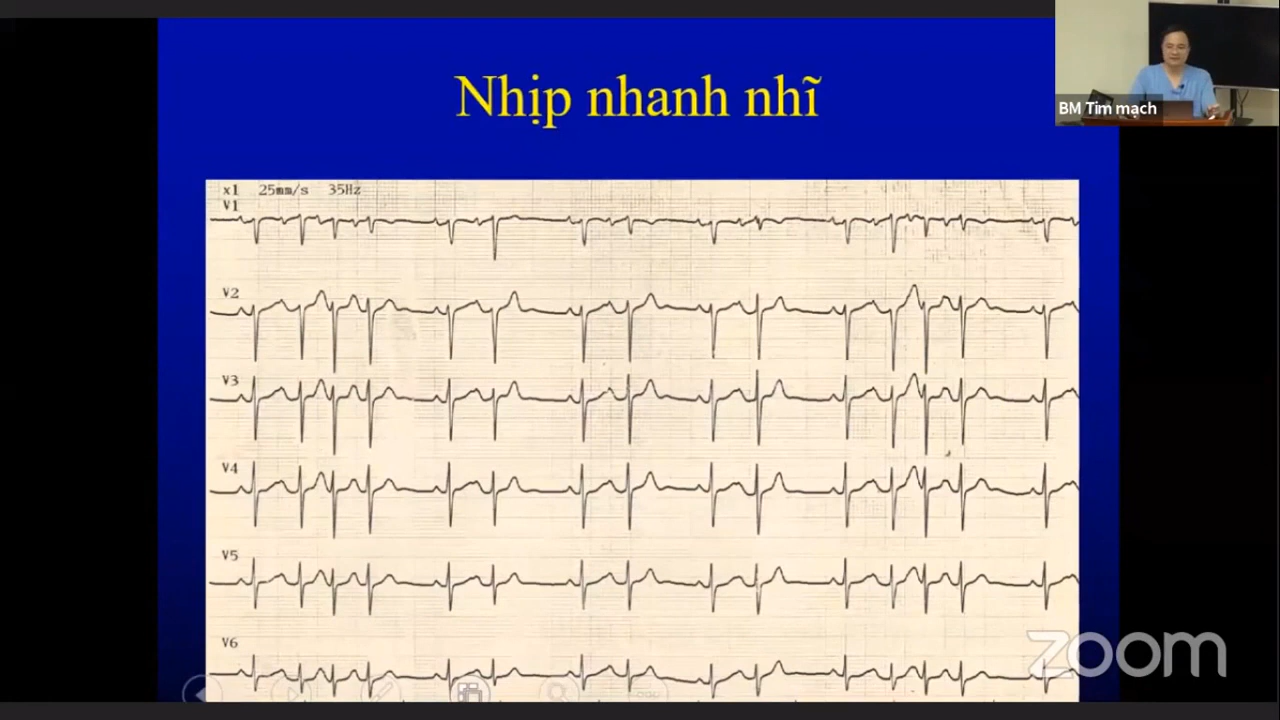 Nhịp nhanh nhĩ
BM Tim mạch
x1 25mm/s 35Hz
V1
V2
V3
V4
V5
V6
zoom